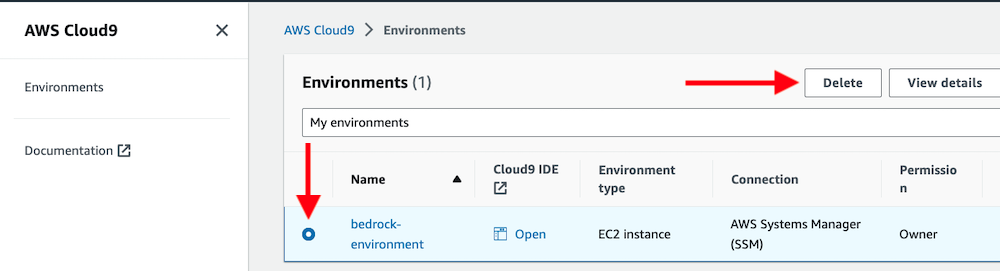 AWS Cloud9
AWS Cloud9 > Environments
Environments
Documentation
Environments (1)
Delete
View details
My environments
Name
Cloud9 IDE
Environment
type
Connection
Permissio
n
bedrock-
environment
Open
EC2 instance
AWS Systems Manager
(SSM)
Owner